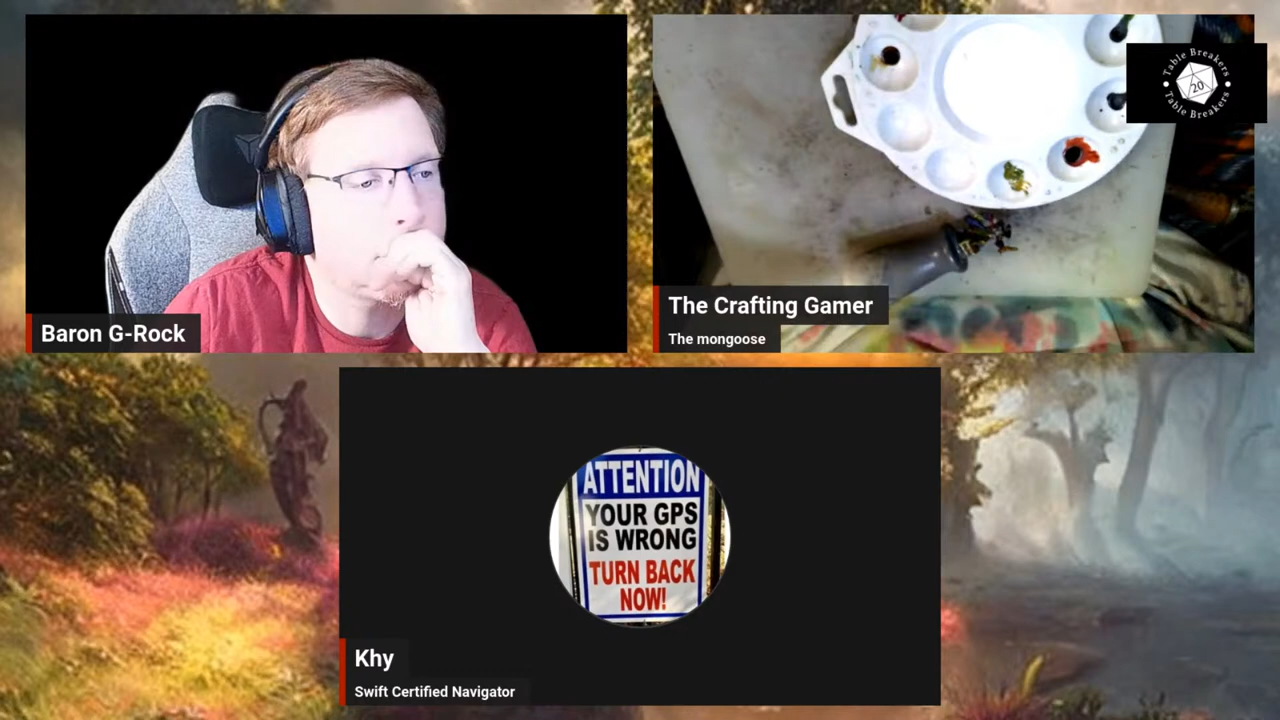 Table Breakers
20
Table Breakers
Baron G-Rock
The Crafting Gamer
The mongoose
ATTENTION
YOUR GPS
IS WRONG
TURN BACK
NOW!
Khy
Swift Certified Navigator